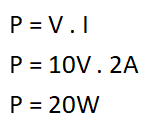 P = V . I
P = 10V . 2A
P = 20W